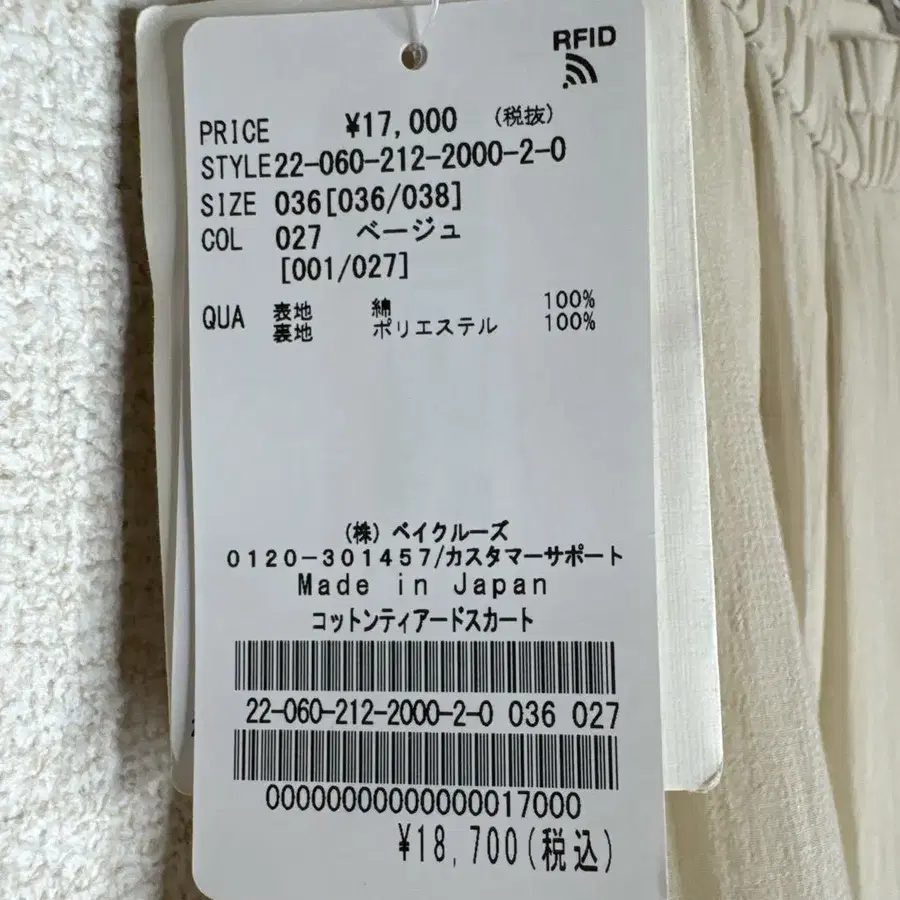 RFID
PRICE ¥17,000 (税抜)
STYLE 22-060-212-2000-2-0
SIZE 036[036/038]
COL 027 ベージュ
[001/027]
QUA 表地 綿 100%
裏地 ポリエステル 100%
(株) ベイクルーズ
0120-301457/カスタマーサポート
Made in Japan
コットンティアードスカート
22-060-212-2000-2-0 036 027
00000000000000017000
¥18,700(税込)